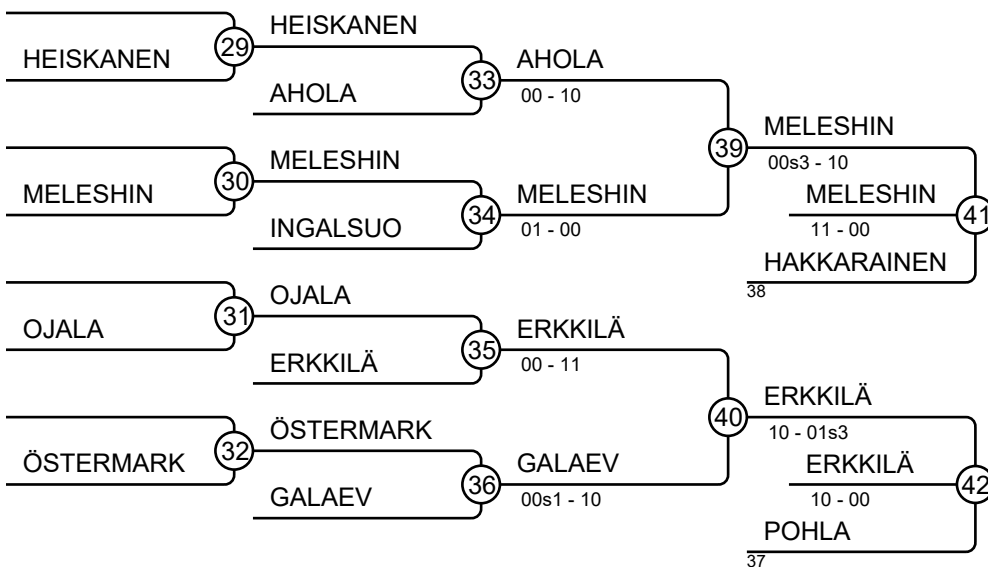 HEISKANEN
29
HEISKANEN
AHOLA
33
AHOLA
00 - 10
MELESHIN
30
MELESHIN
INGALSUO
34
MELESHIN
01 - 00
39
MELESHIN
00s3 - 10
MELESHIN
11 - 00
41
HAKKARAINEN
38
OJALA
31
OJALA
ERKKILÄ
35
ERKKILÄ
00 - 11
ÖSTERMARK
32
ÖSTERMARK
GALAEV
36
GALAEV
00s1 - 10
40
ERKKILÄ
10 - 01s3
ERKKILÄ
10 - 00
42
POHLA
37